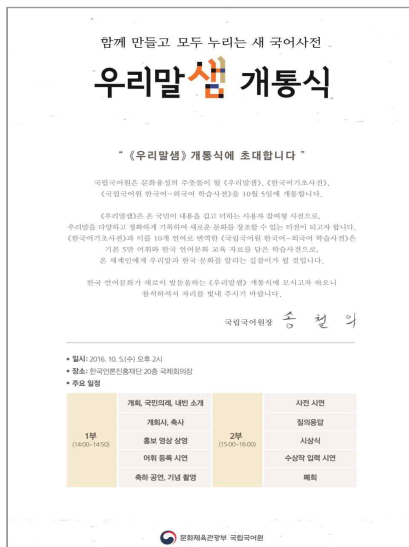 함께 만들고 모두 누리는 새 국어사전
우리말샘 개통식
“ 《우리말샘》 개통식에 초대합니다 ”
국립국어원은 문화융성의 주춧돌이 될 《우리말샘》, 《한국어기초사전》,
《국립국어원 한국어-외국어 학습사전》을 10월 5일에 개통합니다.
《우리말샘》은 온 국민이 내용을 깁고 더하는 사용자 참여형 사전으로,
우리말을 다양하고 정확하게 기록하여 새로운 문화를 창조할 수 있는 터전이 되고자 합니다.
《한국어기초사전》과 이를 10개 언어로 번역한 《국립국어원 한국어-외국어 학습사전》은
기본 5만 어휘와 한국 언어문화 교육 자료를 담은 학습사전으로,
온 세계인에게 우리말과 한국 문화를 알리는 길잡이가 될 것입니다.
한국 언어문화가 새로이 발돋움하는 《우리말샘》 개통식에 모시고자 하오니
참석하셔서 자리를 빛내 주시기 바랍니다.
국립국어원장 송철의
• 일시: 2016. 10. 5.(수) 오후 2시
• 장소: 한국언론진흥재단 20층 국제회의장
• 주요 일정
1부
(14:00~14:50)
개회, 국민의례, 내빈 소개
개회사, 축사
홍보 영상 상영
어휘 등록 시연
축하 공연, 기념 촬영
2부
(15:00~16:00)
사전 시연
질의응답
시상식
수상작 입력 시연
폐회
문화체육관광부 국립국어원